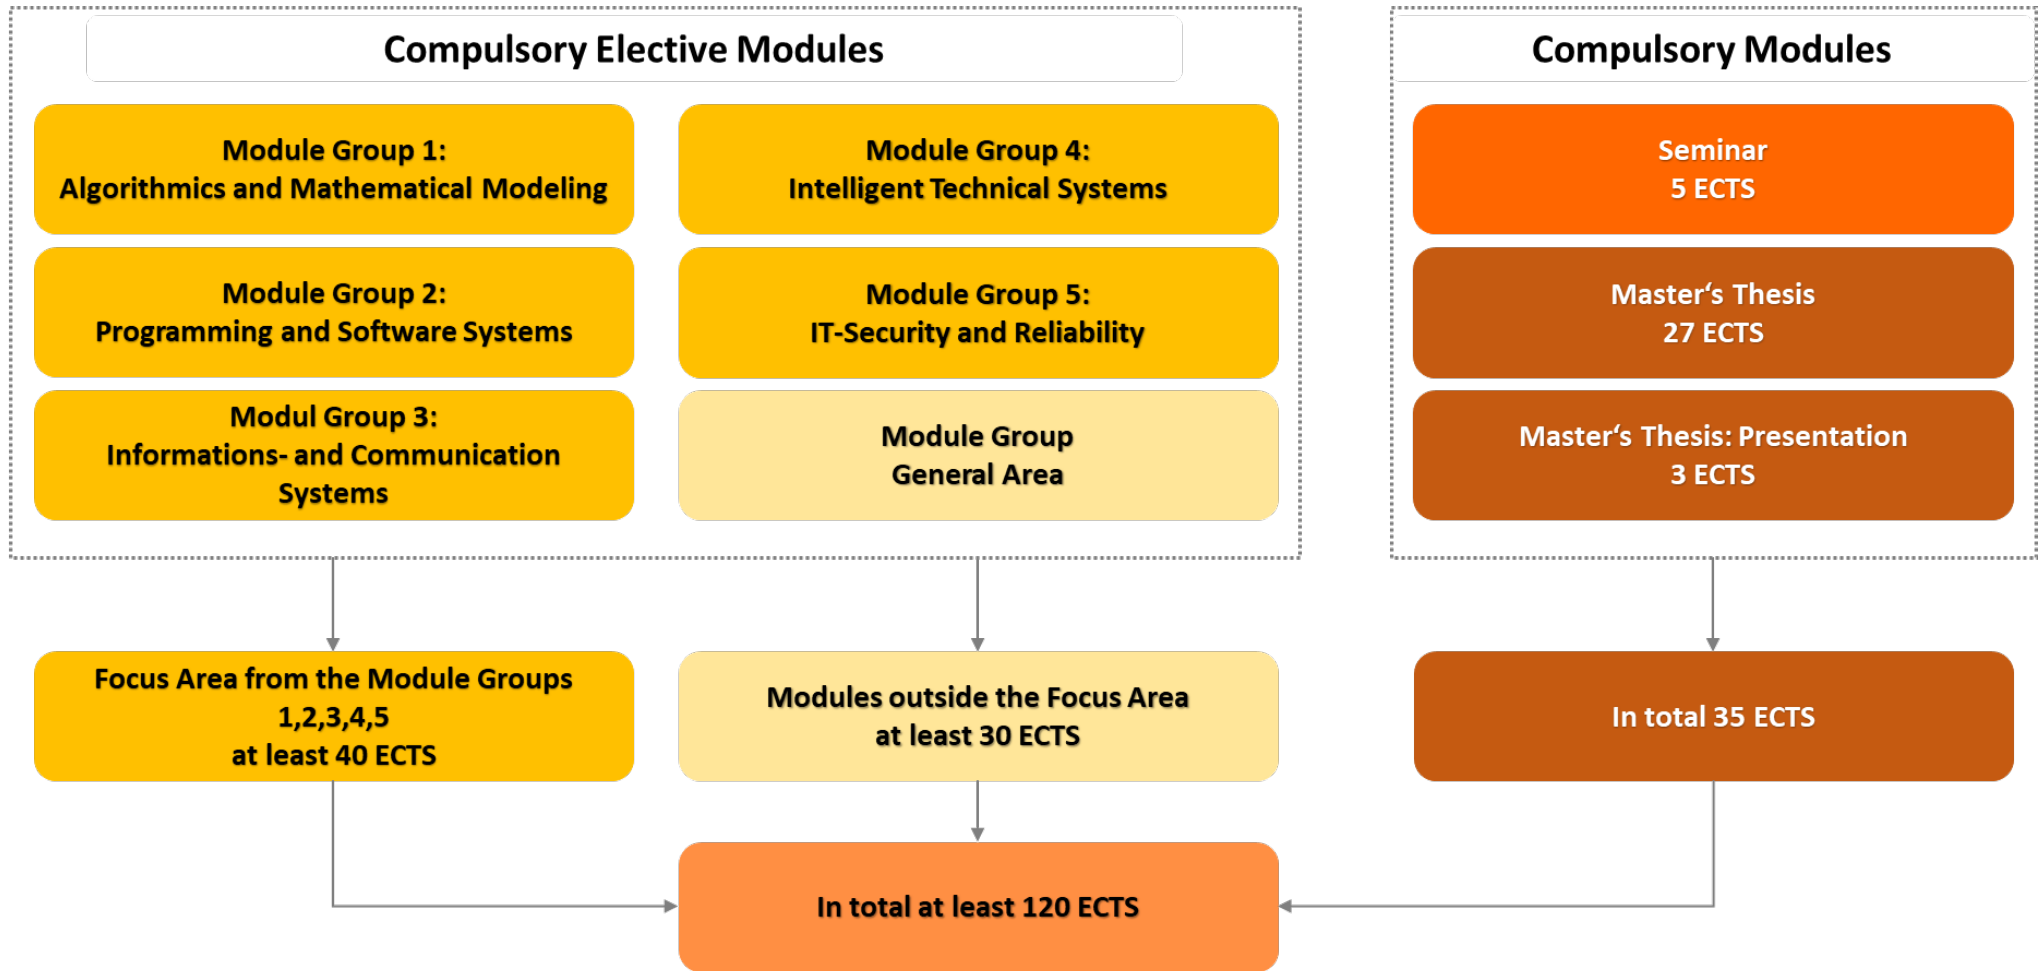 Compulsory Elective Modules
Module Group 1:
Algorithmics and Mathematical Modeling
Module Group 2:
Programming and Software Systems
Modul Group 3:
Informations- and Communication
Systems
Module Group 4:
Intelligent Technical Systems
Module Group 5:
IT-Security and Reliability
Module Group
General Area
Compulsory Modules
Seminar
5 ECTS
Master‘s Thesis
27 ECTS
Master‘s Thesis: Presentation
3 ECTS
Focus Area from the Module Groups
1,2,3,4,5
at least 40 ECTS
Modules outside the Focus Area
at least 30 ECTS
In total 35 ECTS
In total at least 120 ECTS